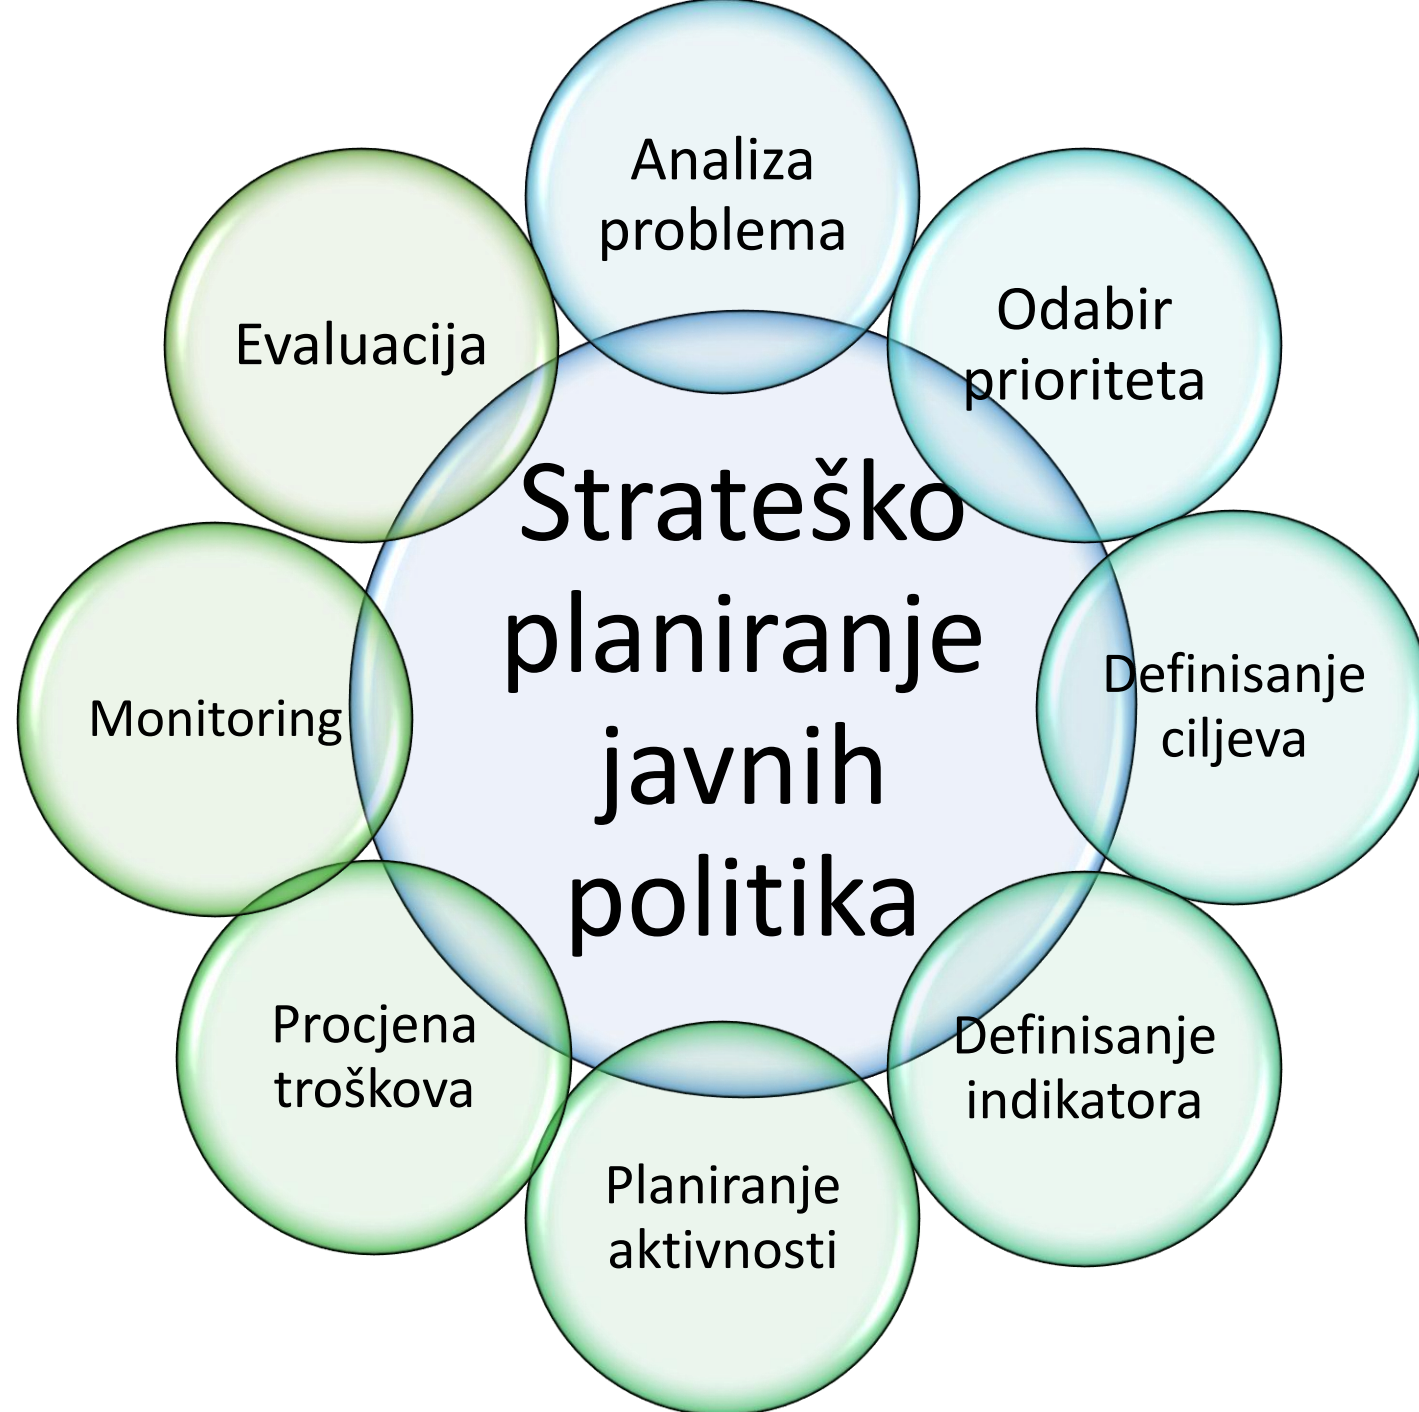 Analiza
problema
Odabir
prioriteta
Definisanje
ciljeva
Definisanje
indikatora
Planiranje
aktivnosti
Procjena
troškova
Monitoring
Evaluacija
Strateško
planiranje
javnih
politika